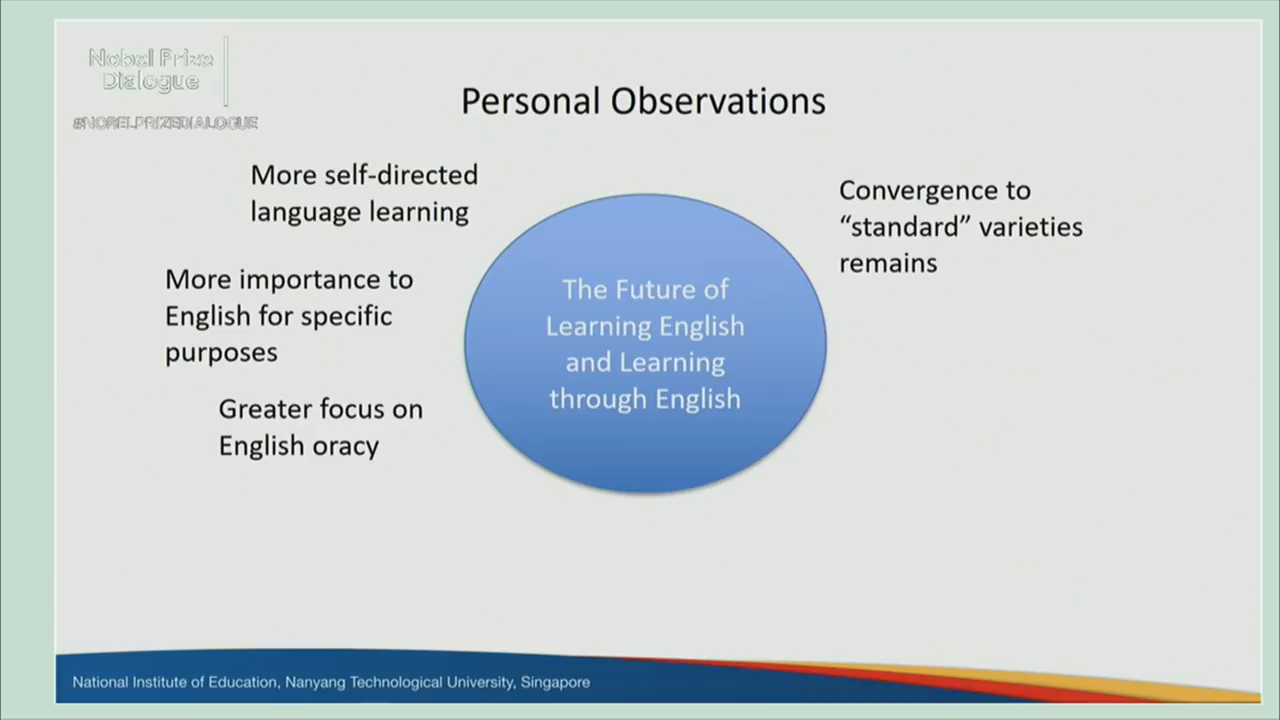 Nobel Prize
Dialogue
#NOBELPRIZEDIALOGUE
Personal Observations
More self-directed
language learning
More importance to
English for specific
purposes
Greater focus on
English oracy
The Future of
Learning English
and Learning
through English
Convergence to
“standard” varieties
remains
National Institute of Education, Nanyang Technological University, Singapore